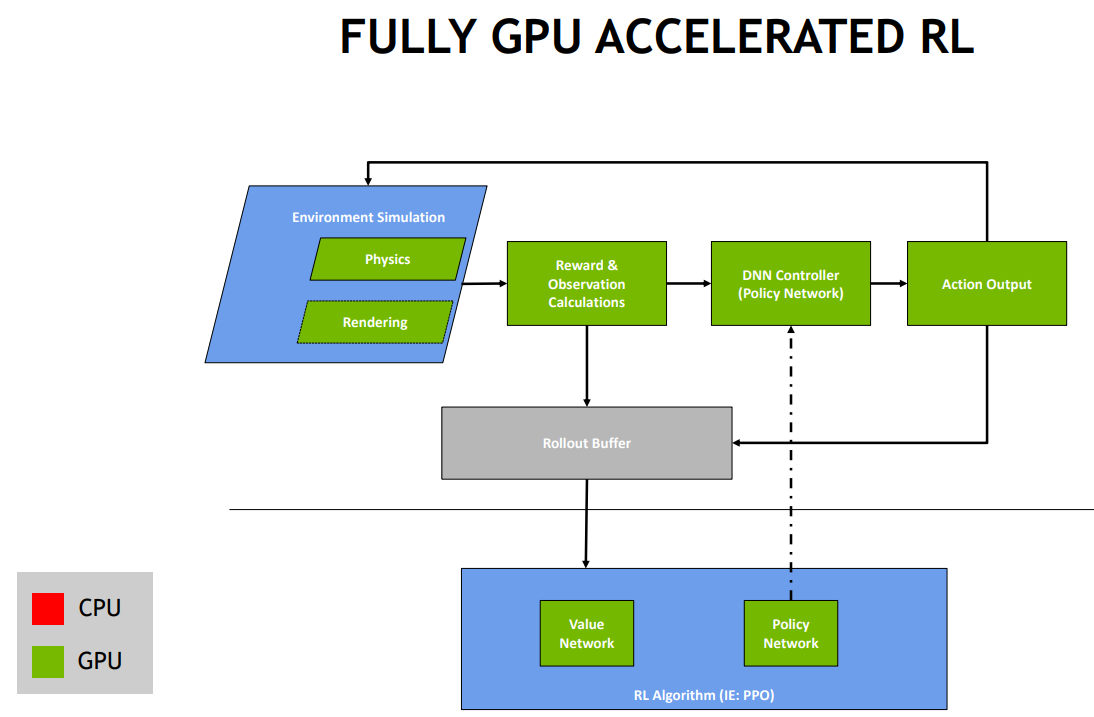 FULLY GPU ACCELERATED RL
Environment Simulation
Physics
Rendering
Reward &
Observation
Calculations
DNN Controller
(Policy Network)
Action Output
Rollout Buffer
CPU
GPU
Value
Network
Policy
Network
RL Algorithm (IE: PPO)